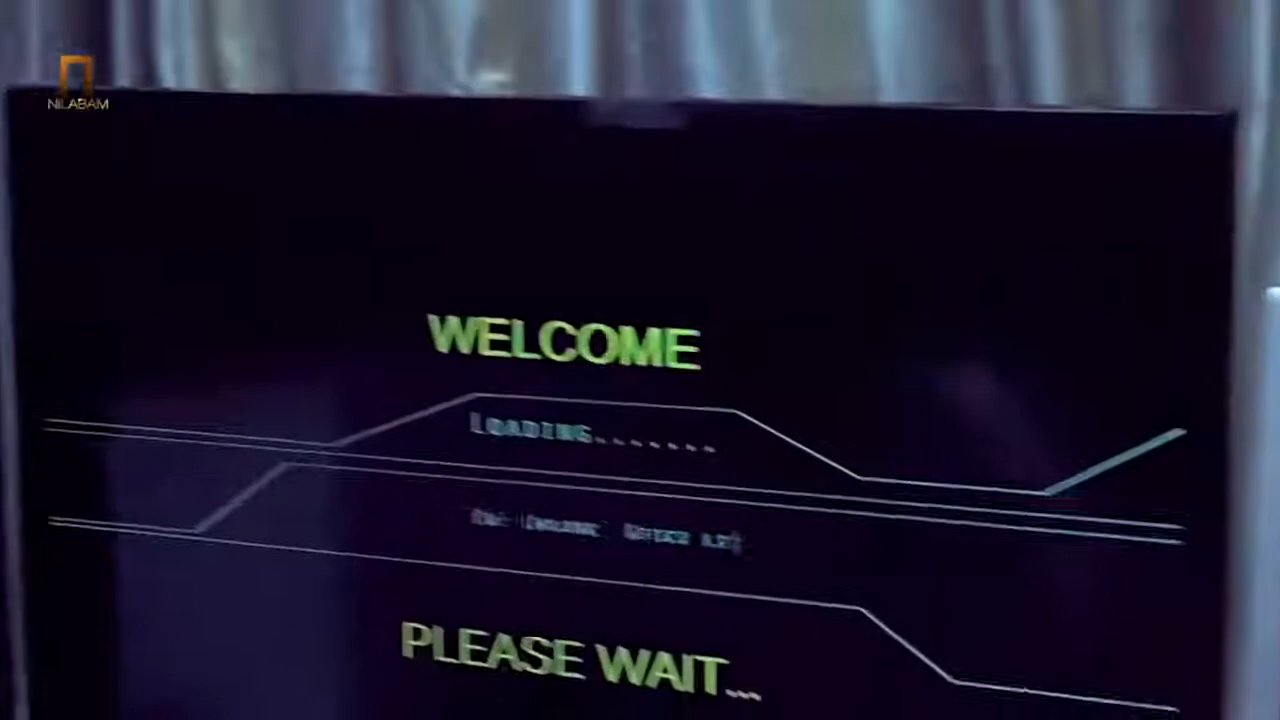 NILABAM
WELCOME
LOADING........
PLEASE WAIT...